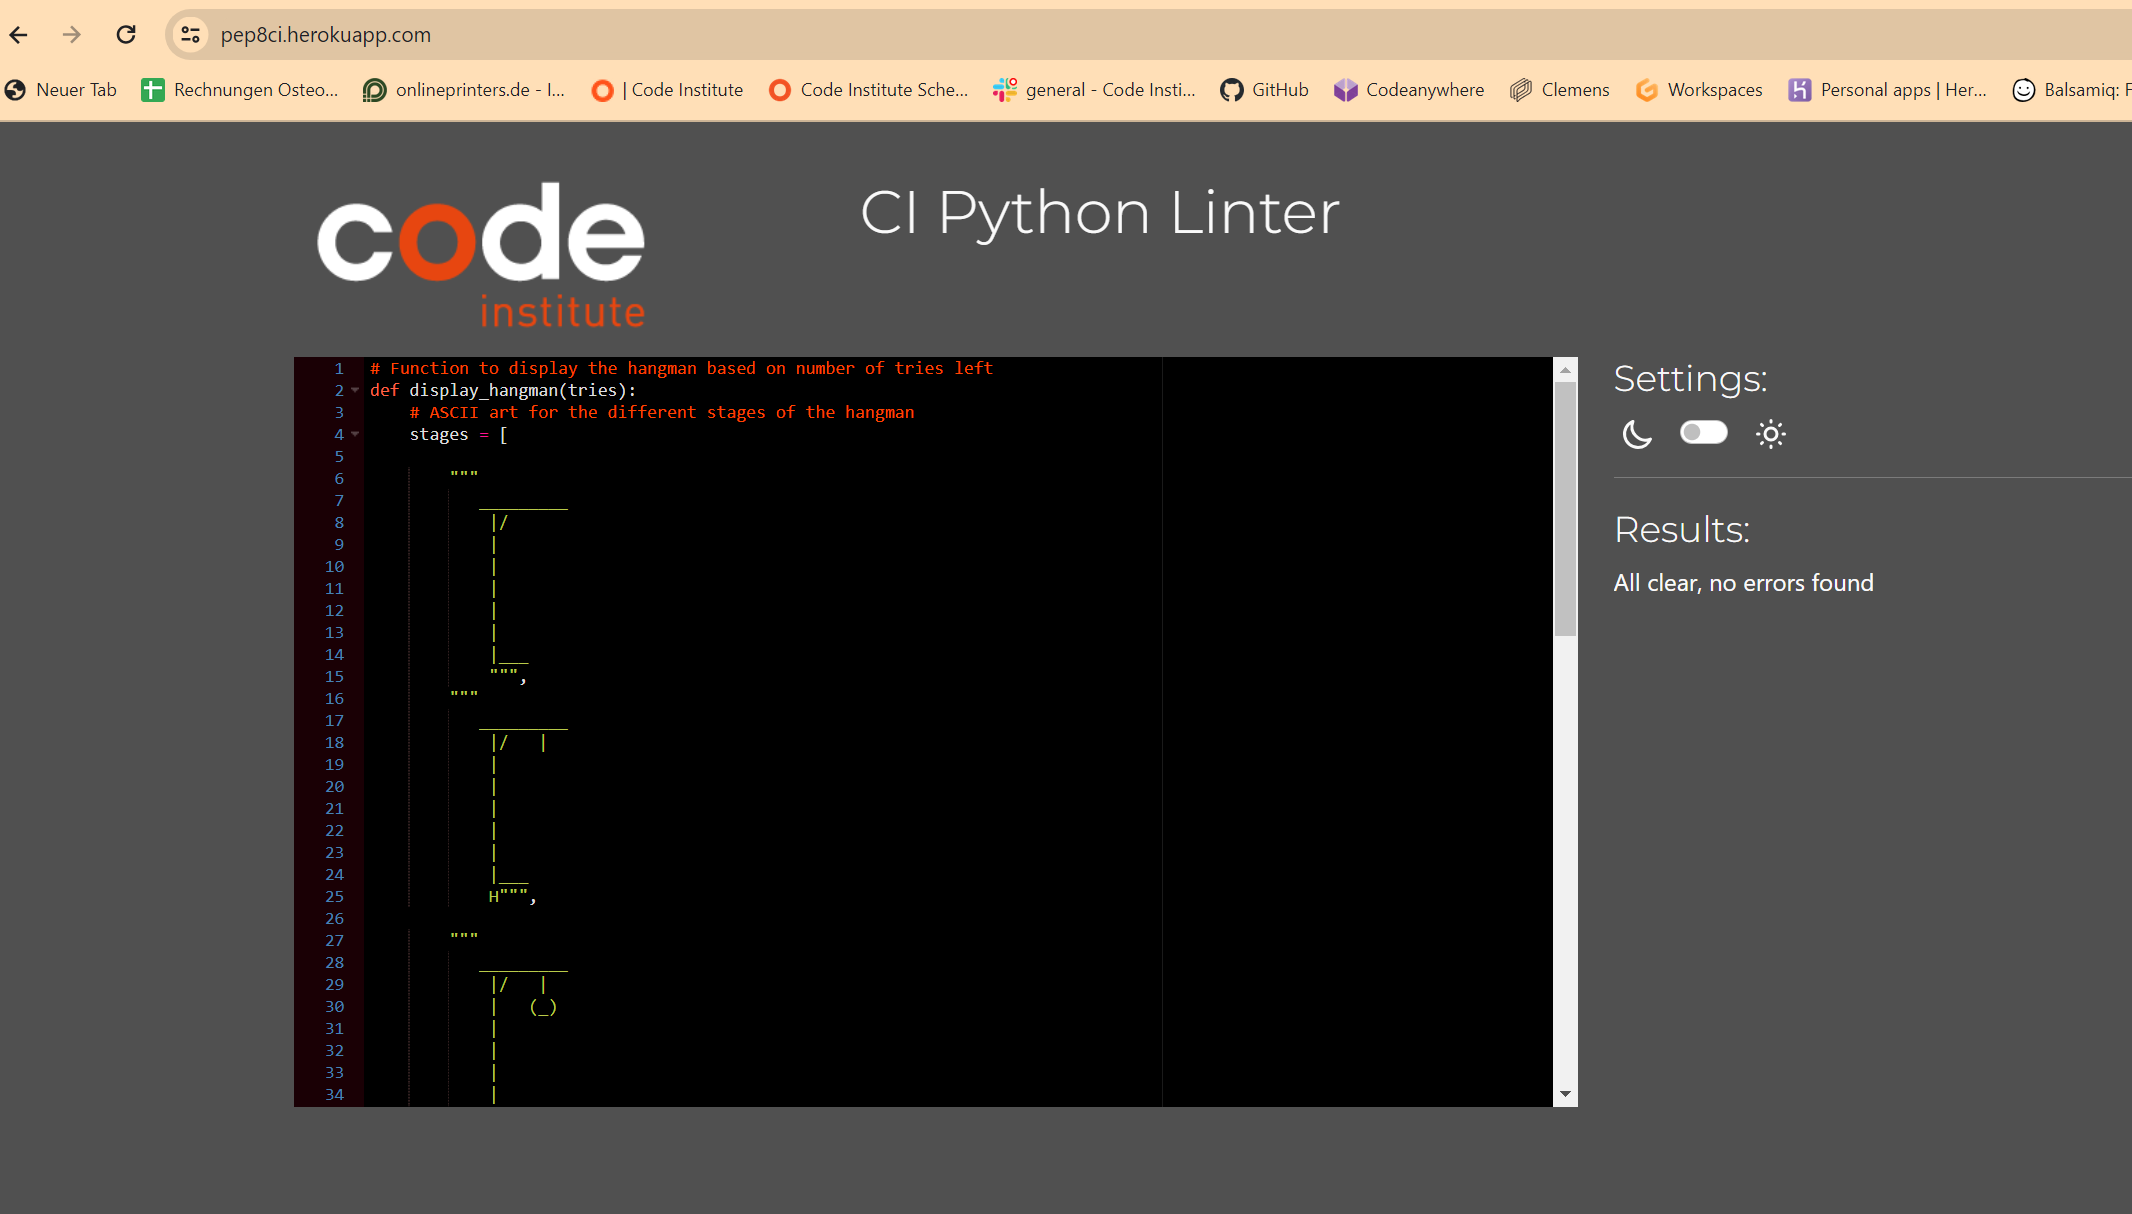 pep8ci.herokuapp.com
Neuer Tab Rechnungen Osteo... onlineprinters.de - I... | Code Institute Code Institute Sche... general - Code Insti... GitHub Codeanywhere Clemens Workspaces Personal apps | Her... Balsamiq: F
code
institute
CI Python Linter
1 # Function to display the hangman based on number of tries left
2 def display_hangman(tries):
3     # ASCII art for the different stages of the hangman
4     stages = [
5
6         """
7            _________
8             |/
9             |
10             |
11             |
12             |
13             |
14             |___
15             """,
16         """
17            _________
18             |/   |
19             |
20             |
21             |
22             |
23             |
24             |___
25             H""",
26
27         """
28            _________
29             |/   |
30             |   (_)
31             |
32             |
33             |
34             |
Settings:
Results:
All clear, no errors found